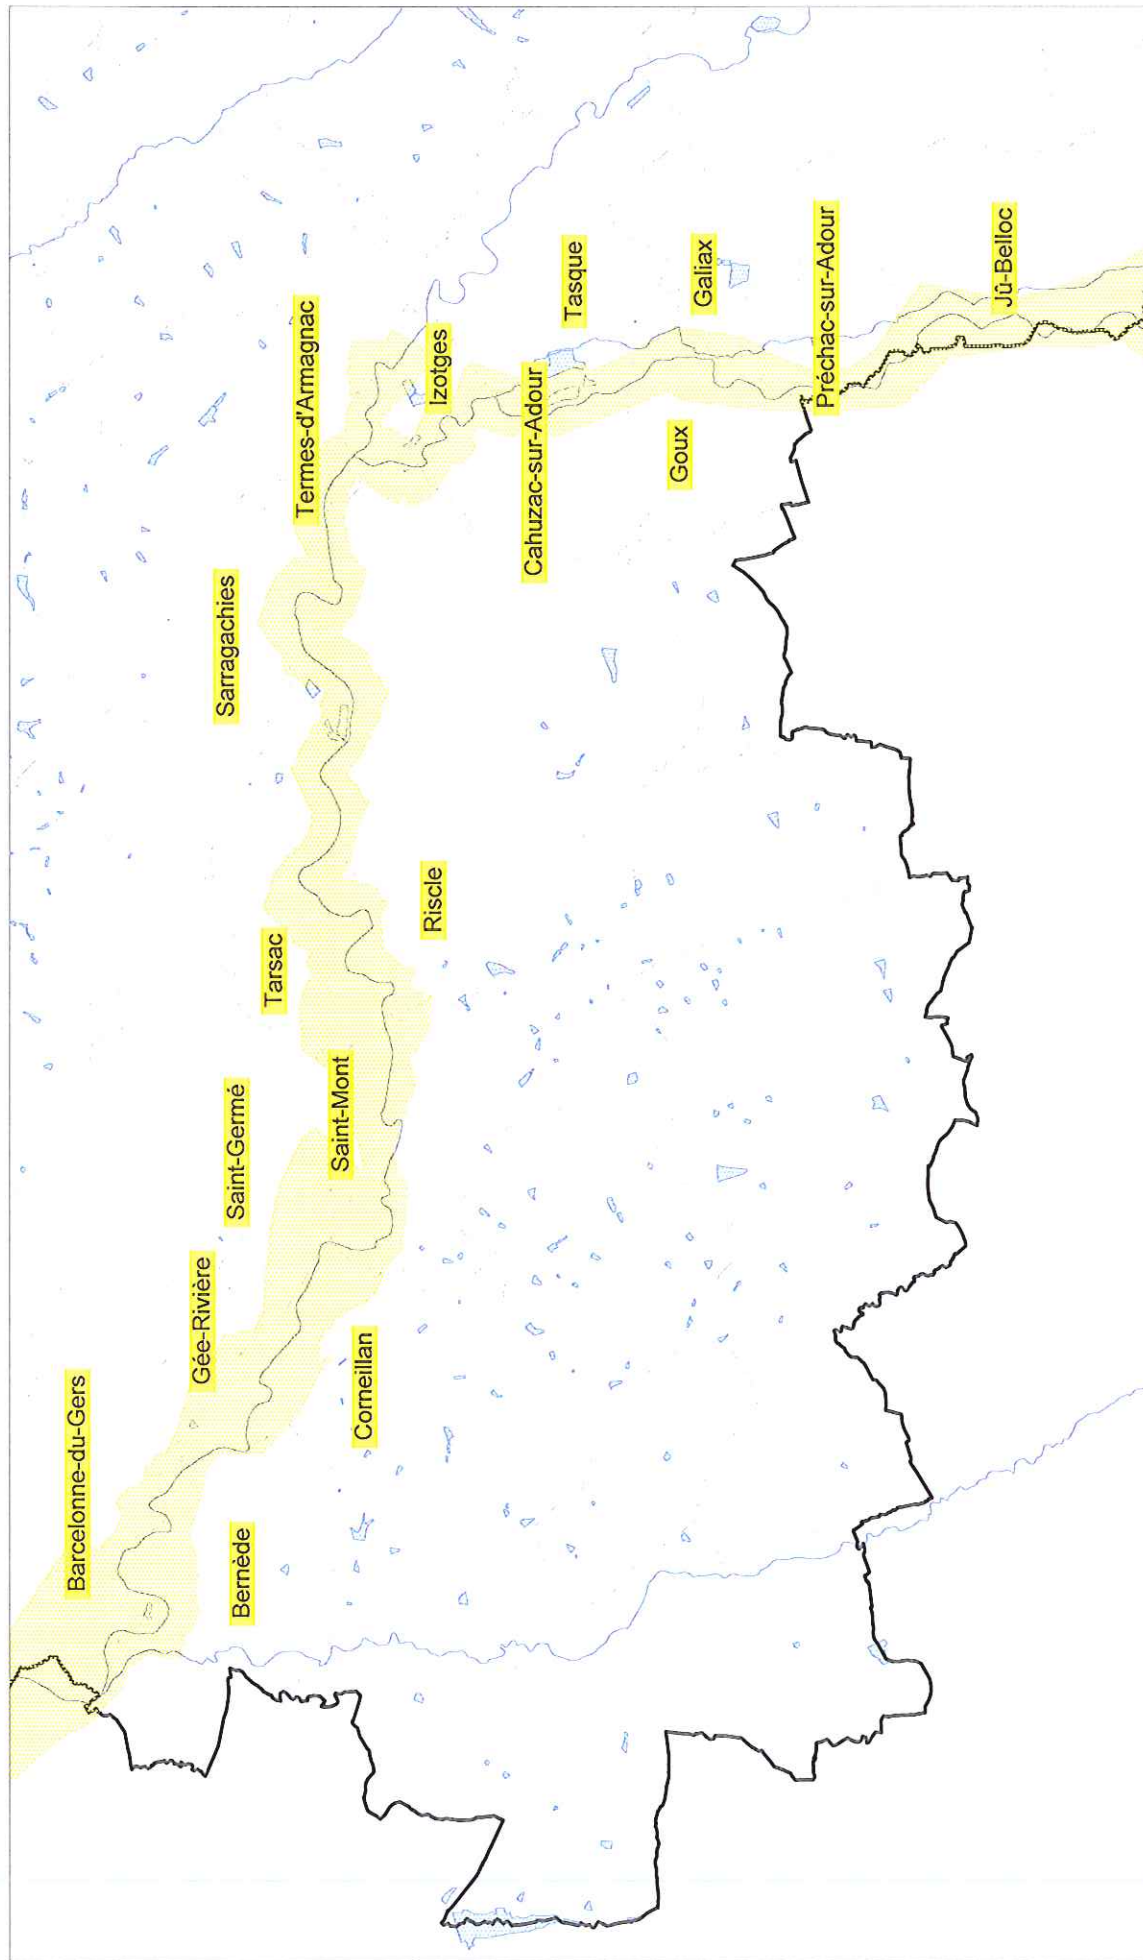 Barcelonne-du-Gers
Gée-Rivière
Bernède
Saint-Germé
Corneillan
Saint-Mont
Tarsac
Riscle
Sarragachies
Termes-d'Armagnac
Izotges
Cahuzac-sur-Adour
Tasque
Goux
Galiax
Préchac-sur-Adour
Jû-Belloc